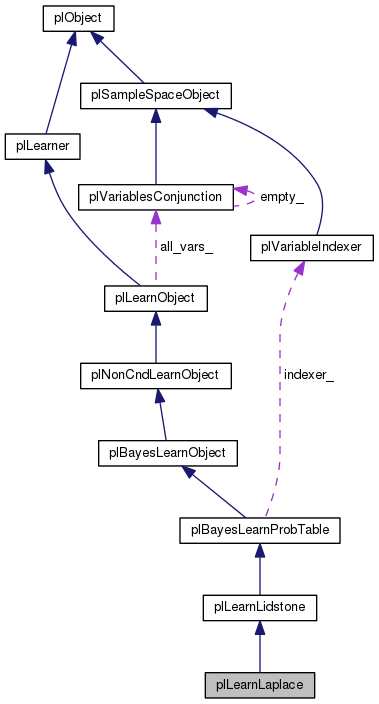 plObject
plSampleSpaceObject
plLearner
plVariablesConjunction
empty_
plVariableIndexer
all_vars_
plLearnObject
plNonCndLearnObject
indexer_
plBayesLearnObject
plBayesLearnProbTable
plLearnLidstone
plLearnLaplace